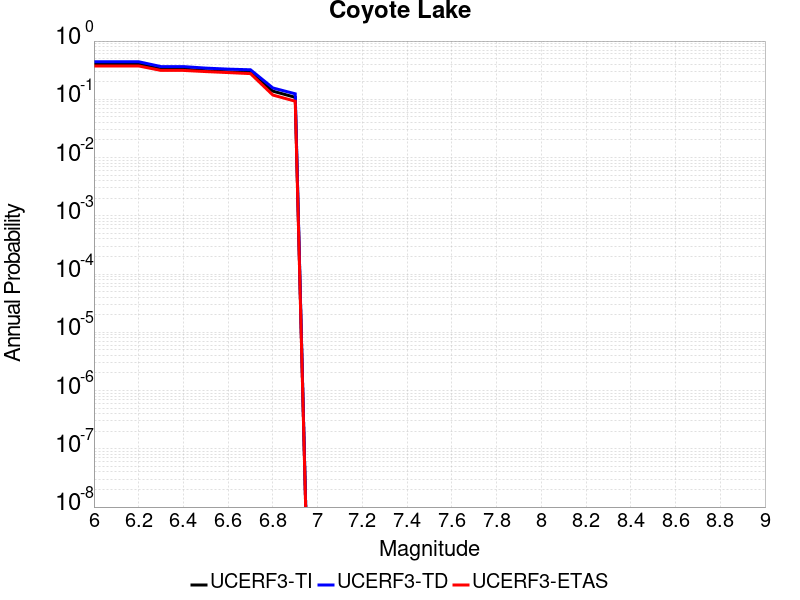 Coyote Lake
Annual Probability
10^0
10^-1
10^-2
10^-3
10^-4
10^-5
10^-6
10^-7
10^-8
6 6.2 6.4 6.6 6.8 7 7.2 7.4 7.6 7.8 8 8.2 8.4 8.6 8.8 9
Magnitude
UCERF3-TI UCERF3-TD UCERF3-ETAS